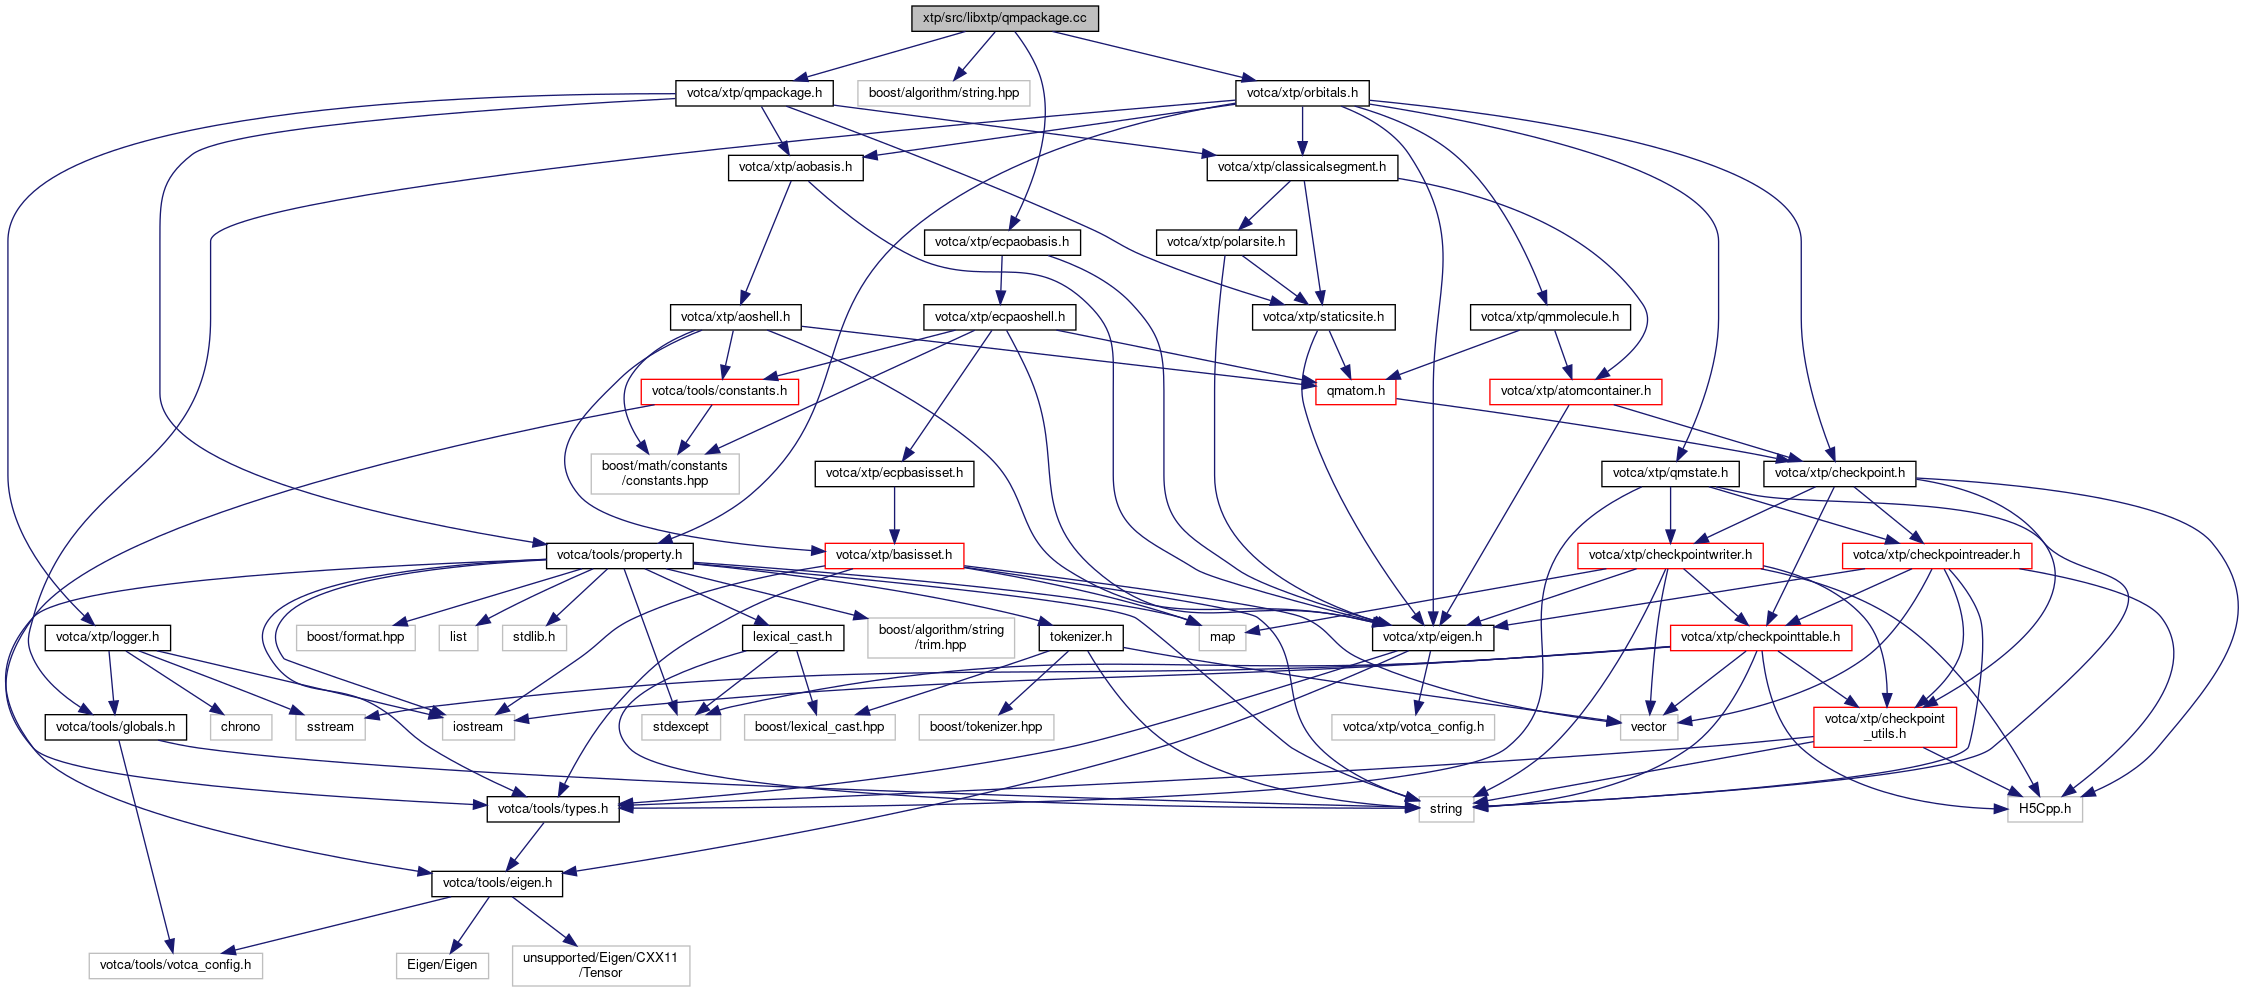 xtp/src/libxtp/qmpackage.cc
votca/xtp/qmpackage.h
boost/algorithm/string.hpp
votca/xtp/orbitals.h
votca/xtp/aobasis.h
votca/xtp/classicalsegment.h
votca/xtp/ecpaobasis.h
votca/xtp/polarsite.h
votca/xtp/aoshell.h
votca/xtp/ecpaoshell.h
votca/xtp/staticsite.h
votca/xtp/qmmolecule.h
votca/tools/constants.h
qmatom.h
votca/xtp/atomcontainer.h
boost/math/constants
/constants.hpp
votca/xtp/ecpbasisset.h
votca/xtp/qmstate.h
votca/xtp/checkpoint.h
votca/tools/property.h
votca/xtp/basisset.h
votca/xtp/checkpointwriter.h
votca/xtp/checkpointreader.h
votca/xtp/logger.h
boost/format.hpp
list
stdlib.h
lexical_cast.h
boost/algorithm/string
/trim.hpp
tokenizer.h
map
votca/xtp/eigen.h
votca/xtp/checkpointtable.h
votca/tools/globals.h
chrono
sstream
iostream
stdexcept
boost/lexical_cast.hpp
boost/tokenizer.hpp
votca/xtp/votca_config.h
vector
votca/xtp/checkpoint
_utils.h
votca/tools/types.h
string
H5Cpp.h
votca/tools/eigen.h
votca/tools/votca_config.h
Eigen/Eigen
unsupported/Eigen/CXX11
/Tensor